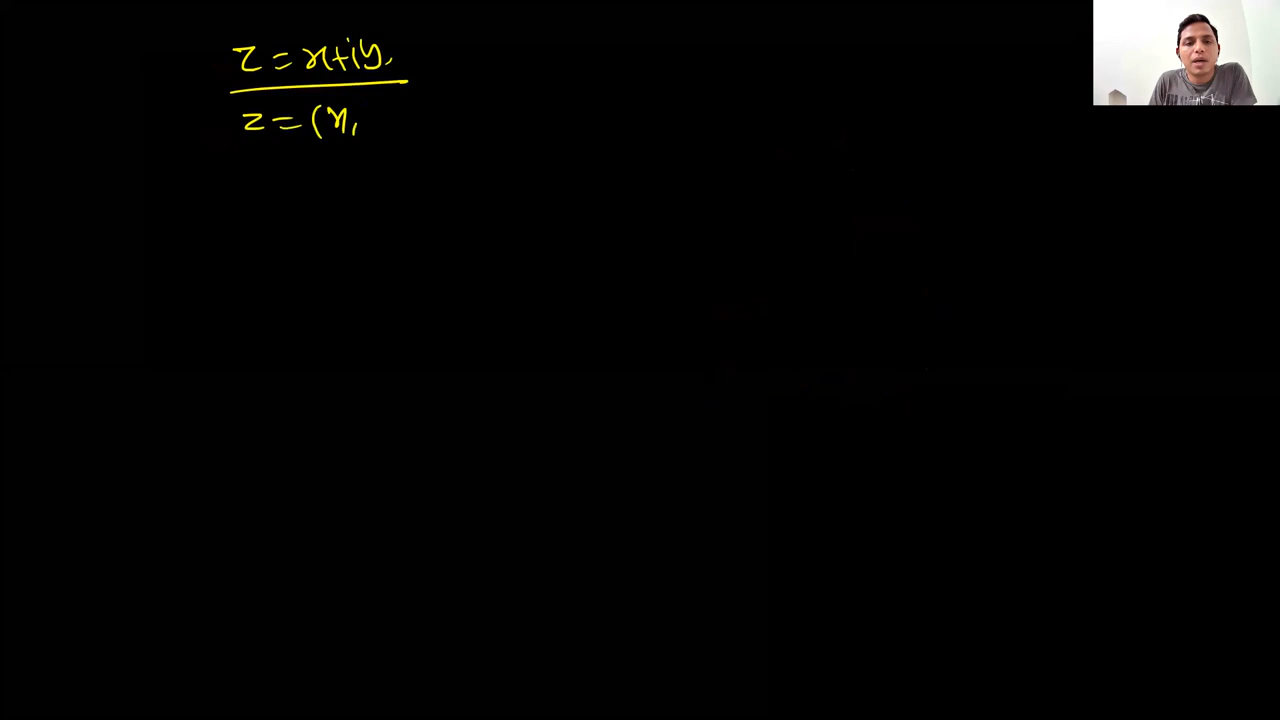 z = x+iy.
z = (x,